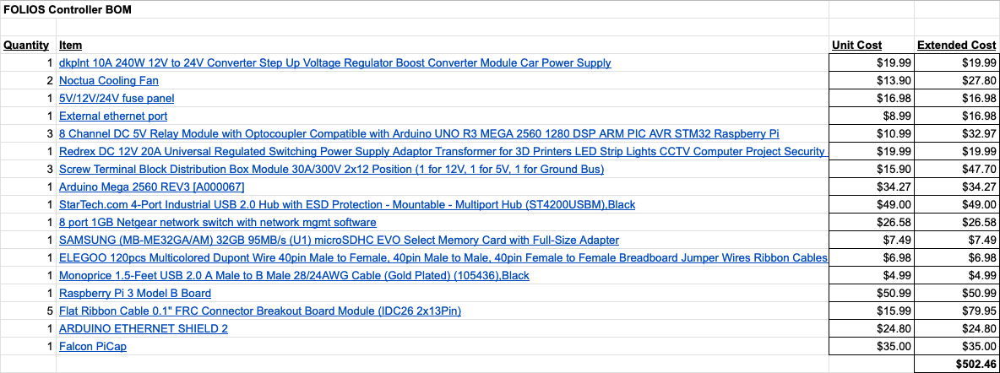 FOLIOS Controller BOM
Quantity Item Unit Cost Extended Cost
1 dkplnt 10A 240W 12V to 24V Converter Step Up Voltage Regulator Boost Converter Module Car Power Supply $19.99 $19.99
2 Noctua Cooling Fan $13.90 $27.80
1 5V/12V/24V fuse panel $16.98 $16.98
1 External ethernet port $8.99 $16.98
3 8 Channel DC 5V Relay Module with Optocoupler Compatible with Arduino UNO R3 MEGA 2560 1280 DSP ARM PIC AVR STM32 Raspberry Pi $10.99 $32.97
1 Redrex DC 12V 20A Universal Regulated Switching Power Supply Adaptor Transformer for 3D Printers LED Strip Lights CCTV Computer Project Security $19.99 $19.99
3 Screw Terminal Block Distribution Box Module 30A/300V 2x12 Position (1 for 12V, 1 for 5V, 1 for Ground Bus) $15.90 $47.70
1 Arduino Mega 2560 REV3 [A000067] $34.27 $34.27
1 StarTech.com 4-Port Industrial USB 2.0 Hub with ESD Protection - Mountable - Multiport Hub (ST4200USBM),Black $49.00 $49.00
1 8 port 1GB Netgear network switch with network mgmt software $26.58 $26.58
1 SAMSUNG (MB-ME32GA/AM) 32GB 95MB/s (U1) microSDHC EVO Select Memory Card with Full-Size Adapter $7.49 $7.49
1 ELEGOO 120pcs Multicolored Dupont Wire 40pin Male to Female, 40pin Male to Male, 40pin Female to Female Breadboard Jumper Wires Ribbon Cables $6.98 $6.98
1 Monoprice 1.5-Feet USB 2.0 A Male to B Male 28/24AWG Cable (Gold Plated) (105436),Black $4.99 $4.99
1 Raspberry Pi 3 Model B Board $50.99 $50.99
5 Flat Ribbon Cable 0.1" FRC Connector Breakout Board Module (IDC26 2x13Pin) $15.99 $79.95
1 ARDUINO ETHERNET SHIELD 2 $24.80 $24.80
1 Falcon PiCap $35.00 $35.00
$502.46